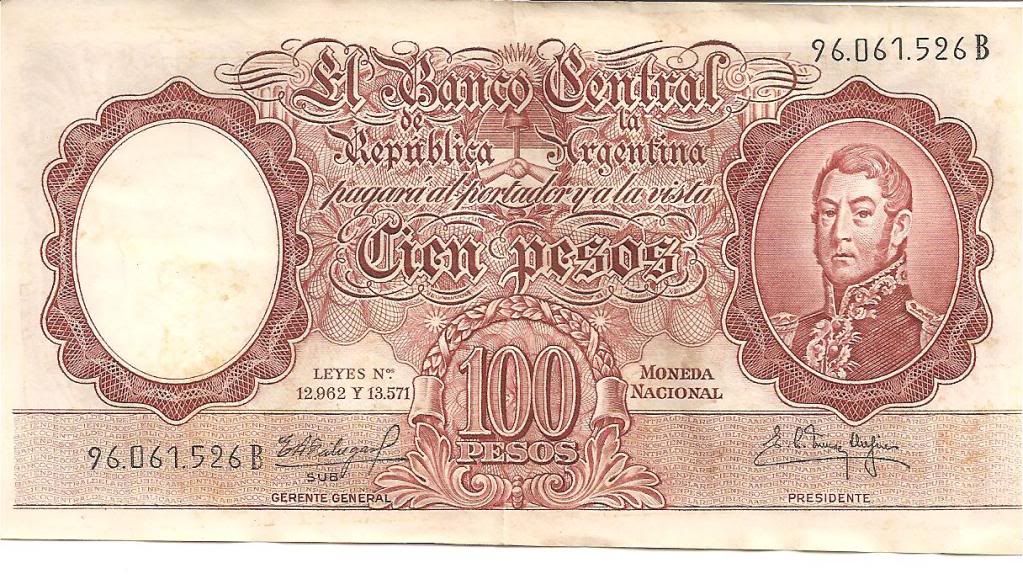 96.061.526 B
El Banco Central
de la
República Argentina
pagará al portador y a la vista
Cien pesos
LEYES Nos
12.962 Y 13.571
100
PESOS
MONEDA
NACIONAL
96.061.526 B
SUB
GERENTE GENERAL
PRESIDENTE